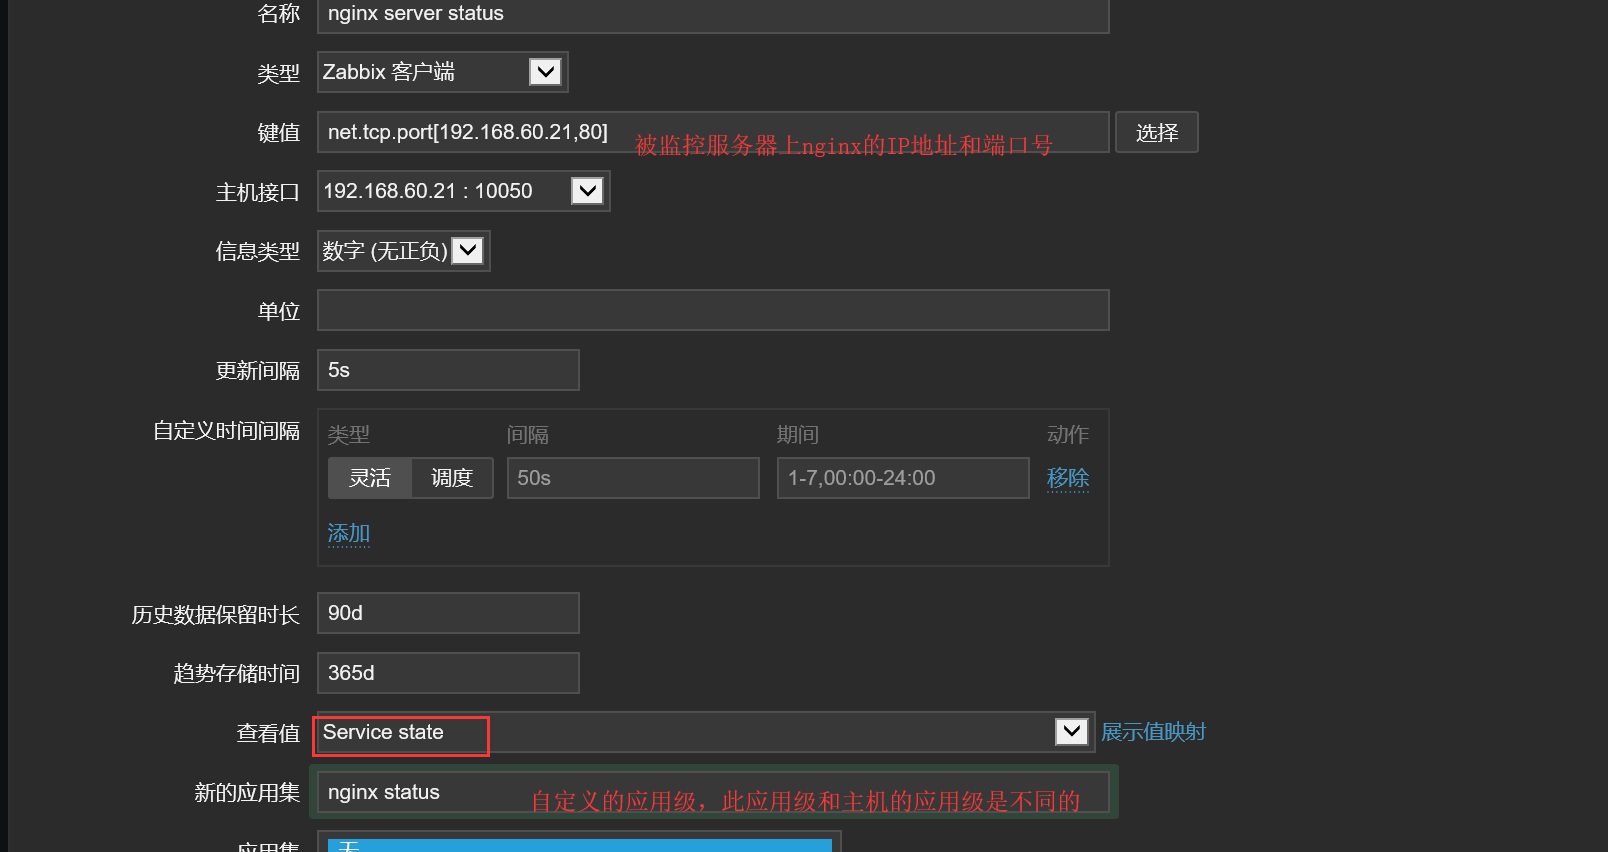 名称 nginx server status
类型 Zabbix 客户端
键值 net.tcp.port[192.168.60.21,80] 被监控服务器上nginx的IP地址和端口号 选择
主机接口 192.168.60.21 : 10050
信息类型 数字 (无正负)
单位
更新间隔 5s
自定义时间间隔 类型 间隔 期间 动作
灵活 调度 50s 1-7,00:00-24:00 移除
添加
历史数据保留时长 90d
趋势存储时间 365d
查看值 Service state 展示值映射
新的应用集 nginx status 自定义的应用级，此应用级和主机的应用级是不同的
应用集 无